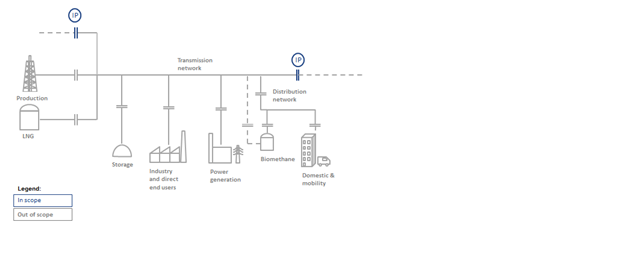 IP
Transmission
network
IP
Production
Distribution
network
LNG
Storage
Industry
and direct
end users
Power
generation
Biomethane
Domestic &
mobility
Legend:
In scope
Out of scope